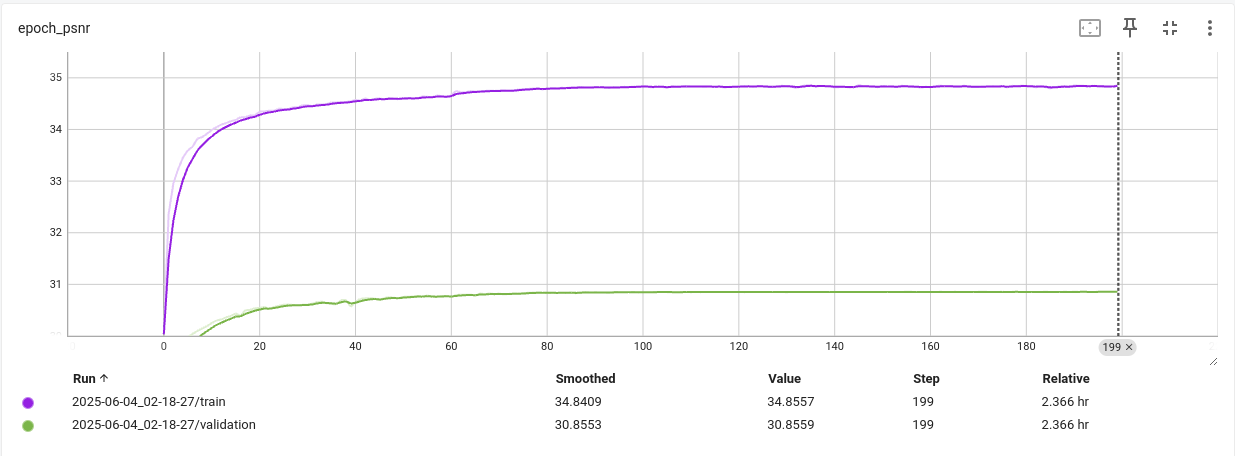 epoch_psnr
35
34
33
32
31
0 20 40 60 80 100 120 140 160 180 199 ×
Run ↑ Smoothed Value Step Relative
2025-06-04_02-18-27/train 34.8409 34.8557 199 2.366 hr
2025-06-04_02-18-27/validation 30.8553 30.8559 199 2.366 hr